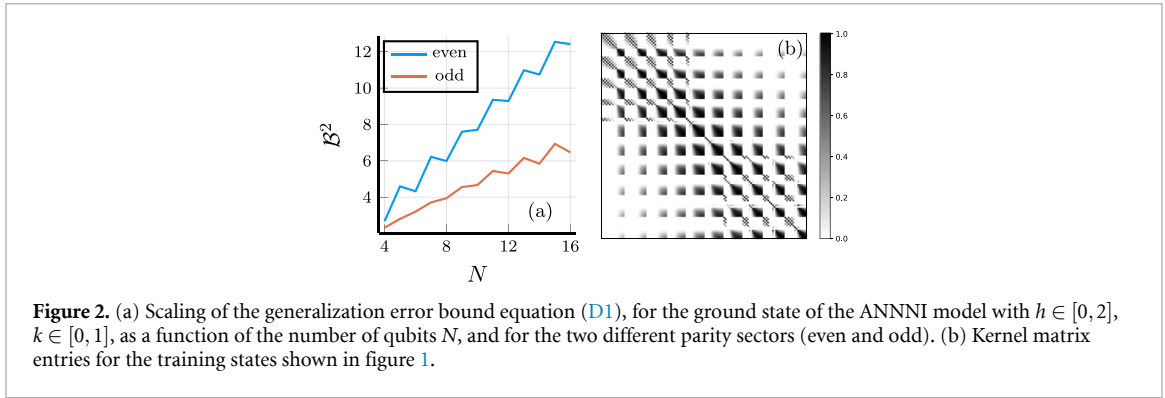 even
odd
12
10
8
6
4
B²
(a)
4
8
12
16
N
(b)
1.0
0.8
0.6
0.4
0.2
0.0
Figure 2. (a) Scaling of the generalization error bound equation (D1), for the ground state of the ANNNI model with h ∈ [0, 2],
k ∈ [0, 1], as a function of the number of qubits N, and for the two different parity sectors (even and odd). (b) Kernel matrix
entries for the training states shown in figure 1.